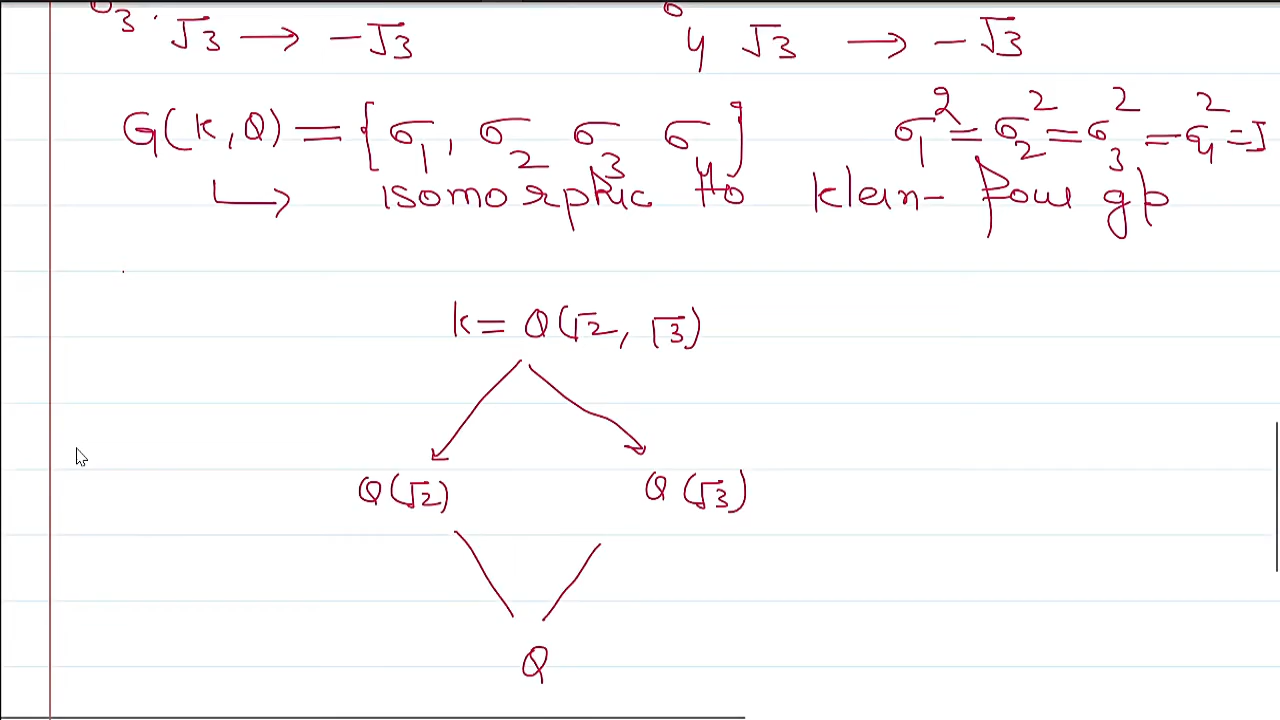 σ3 : √3 → -√3 σ4 √3 → -√3
G(K, Q) = {σ1, σ2 σ3 σ4} σ1² = σ2² = σ3² = σ4² = I
↳ isomorphic to klein- four gp
K = Q(√2, √3)
Q(√2) Q(√3)
Q